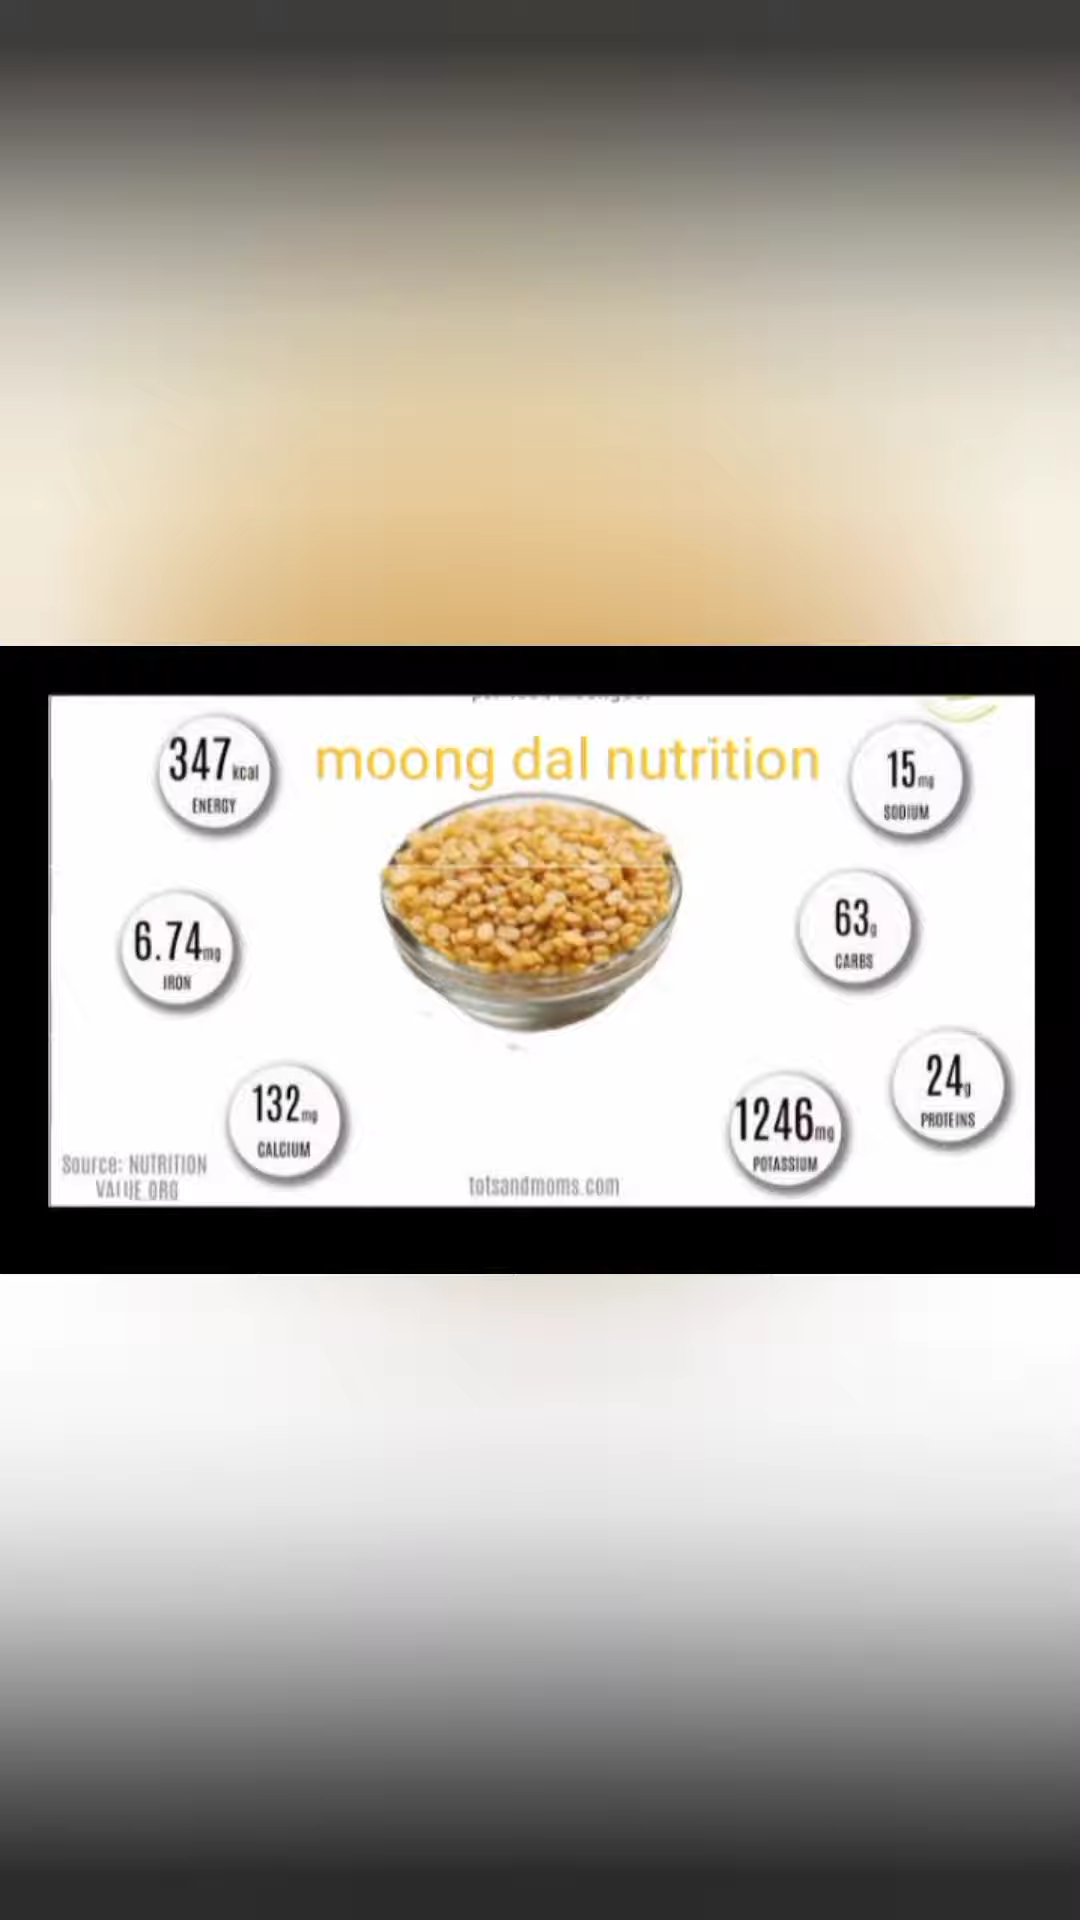 moong dal nutrition
347kcal
ENERGY
15mg
SODIUM
6.74mg
IRON
63g
CARBS
132mg
CALCIUM
1246mg
POTASSIUM
24g
PROTEINS
Source: NUTRITION
VALUE.ORG
totsandmoms.com